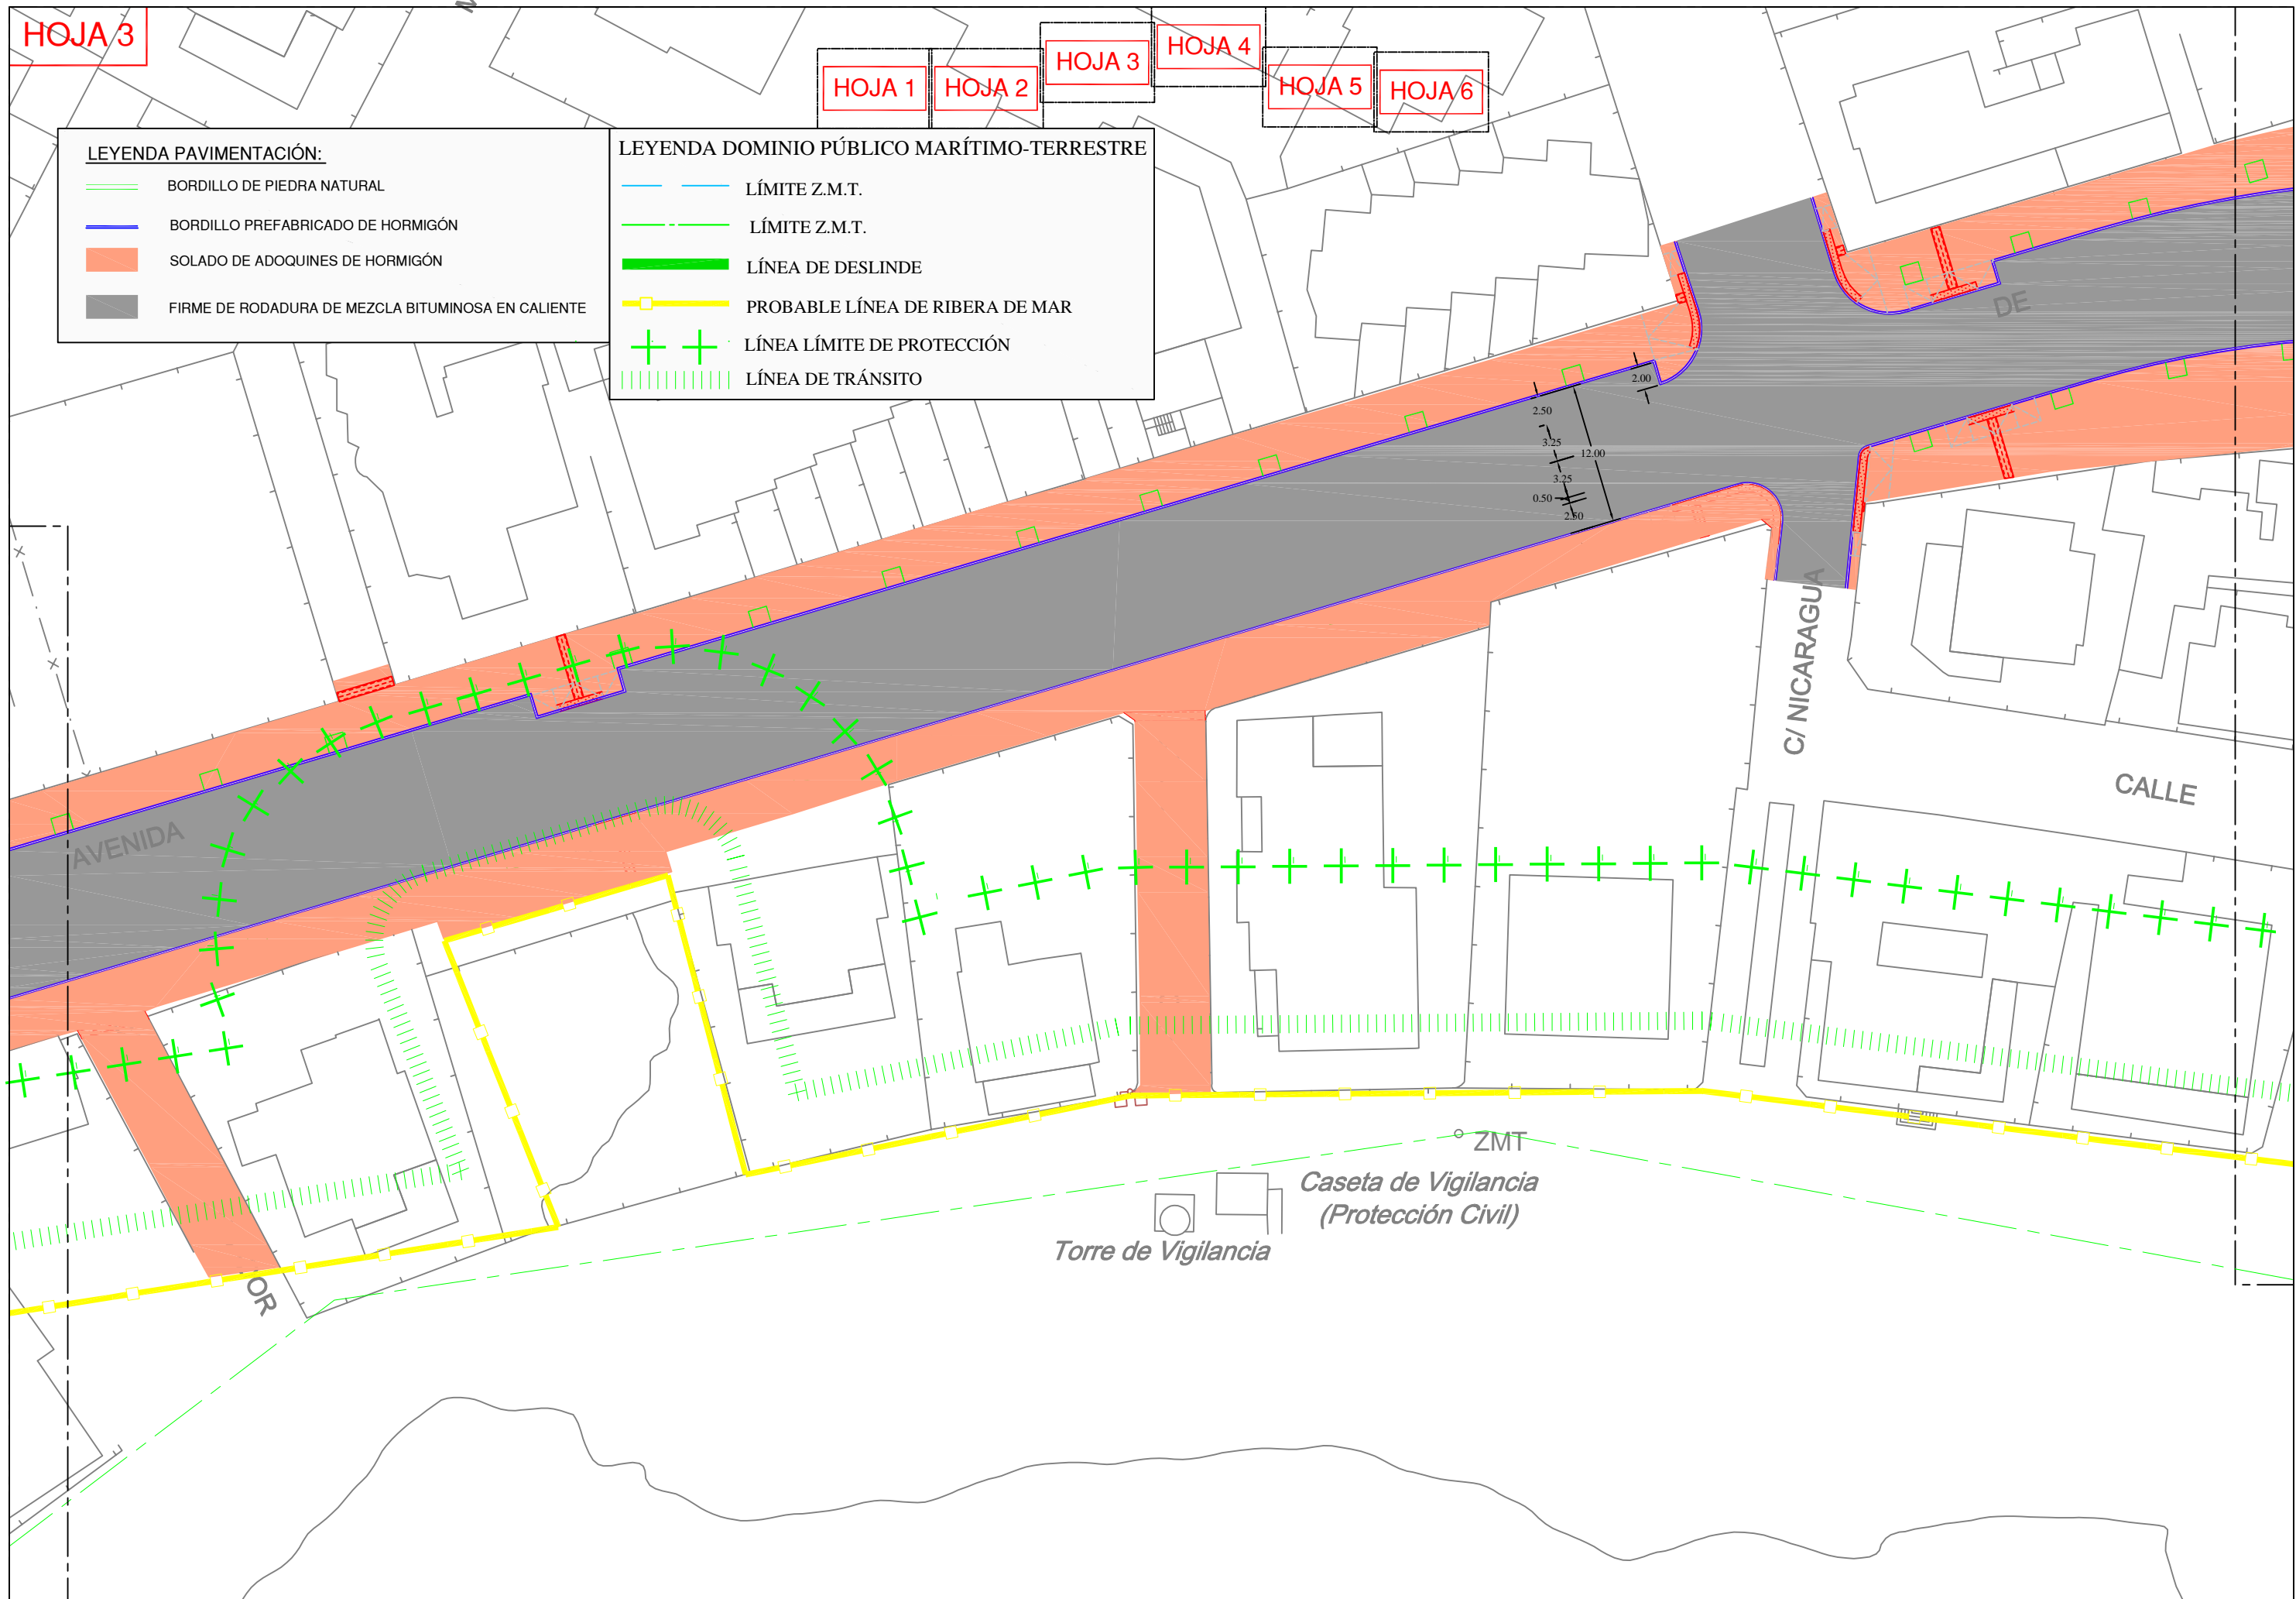 HOJA 3
HOJA 1
HOJA 2
HOJA 3
HOJA 4
HOJA 5
HOJA 6
LEYENDA PAVIMENTACIÓN:
BORDILLO DE PIEDRA NATURAL
BORDILLO PREFABRICADO DE HORMIGÓN
SOLADO DE ADOQUINES DE HORMIGÓN
FIRME DE RODADURA DE MEZCLA BITUMINOSA EN CALIENTE
LEYENDA DOMINIO PÚBLICO MARÍTIMO-TERRESTRE
LÍMITE Z.M.T.
LÍMITE Z.M.T.
LÍNEA DE DESLINDE
PROBABLE LÍNEA DE RIBERA DE MAR
LÍNEA LÍMITE DE PROTECCIÓN
LÍNEA DE TRÁNSITO
DE
2.00
2.50
3.25
12.00
3.25
0.50
2.50
C/ NICARAGUA
CALLE
AVENIDA
ZMT
Caseta de Vigilancia
(Protección Civil)
Torre de Vigilancia
OR